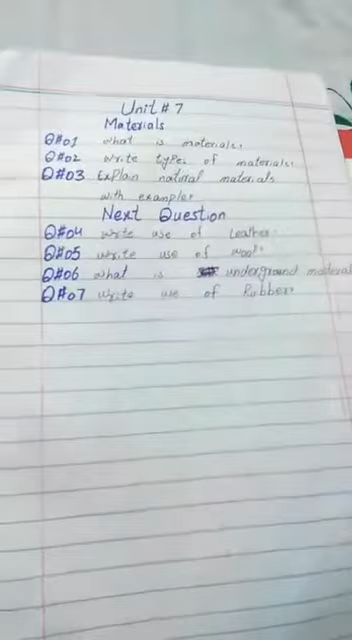 Unit # 7
Materials
Q#01 what is materials.
Q#02 write types of materials.
Q#03 Explain natural materials
with examples
Next Question
Q#04 write use of Leather.
Q#05 write use of wool.
Q#06 what is underground material
Q#07 write use of Rubber.